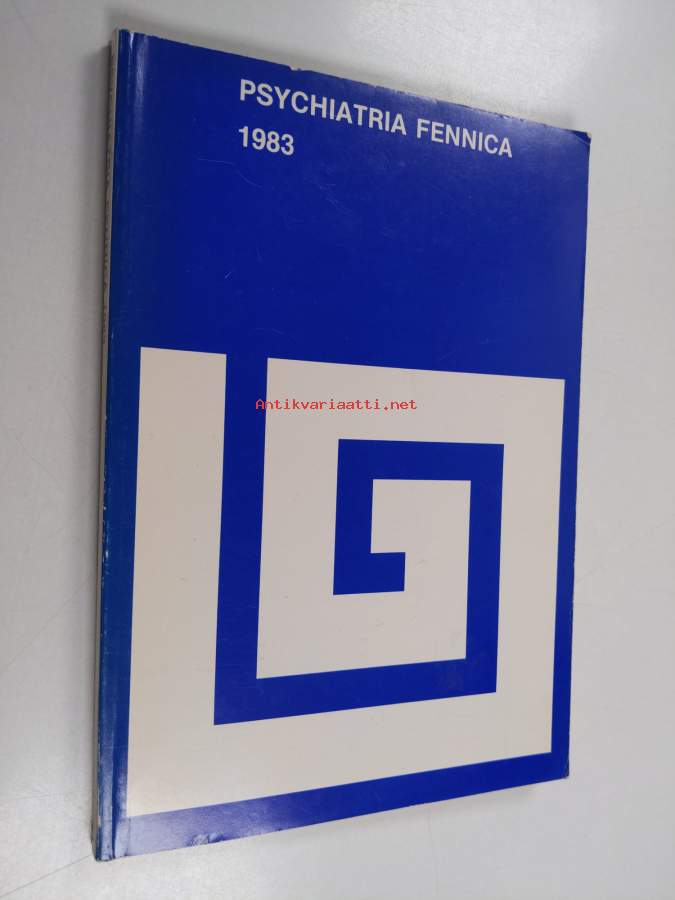 PSYCHIATRIA FENNICA
1983
Antikvariaatti.net